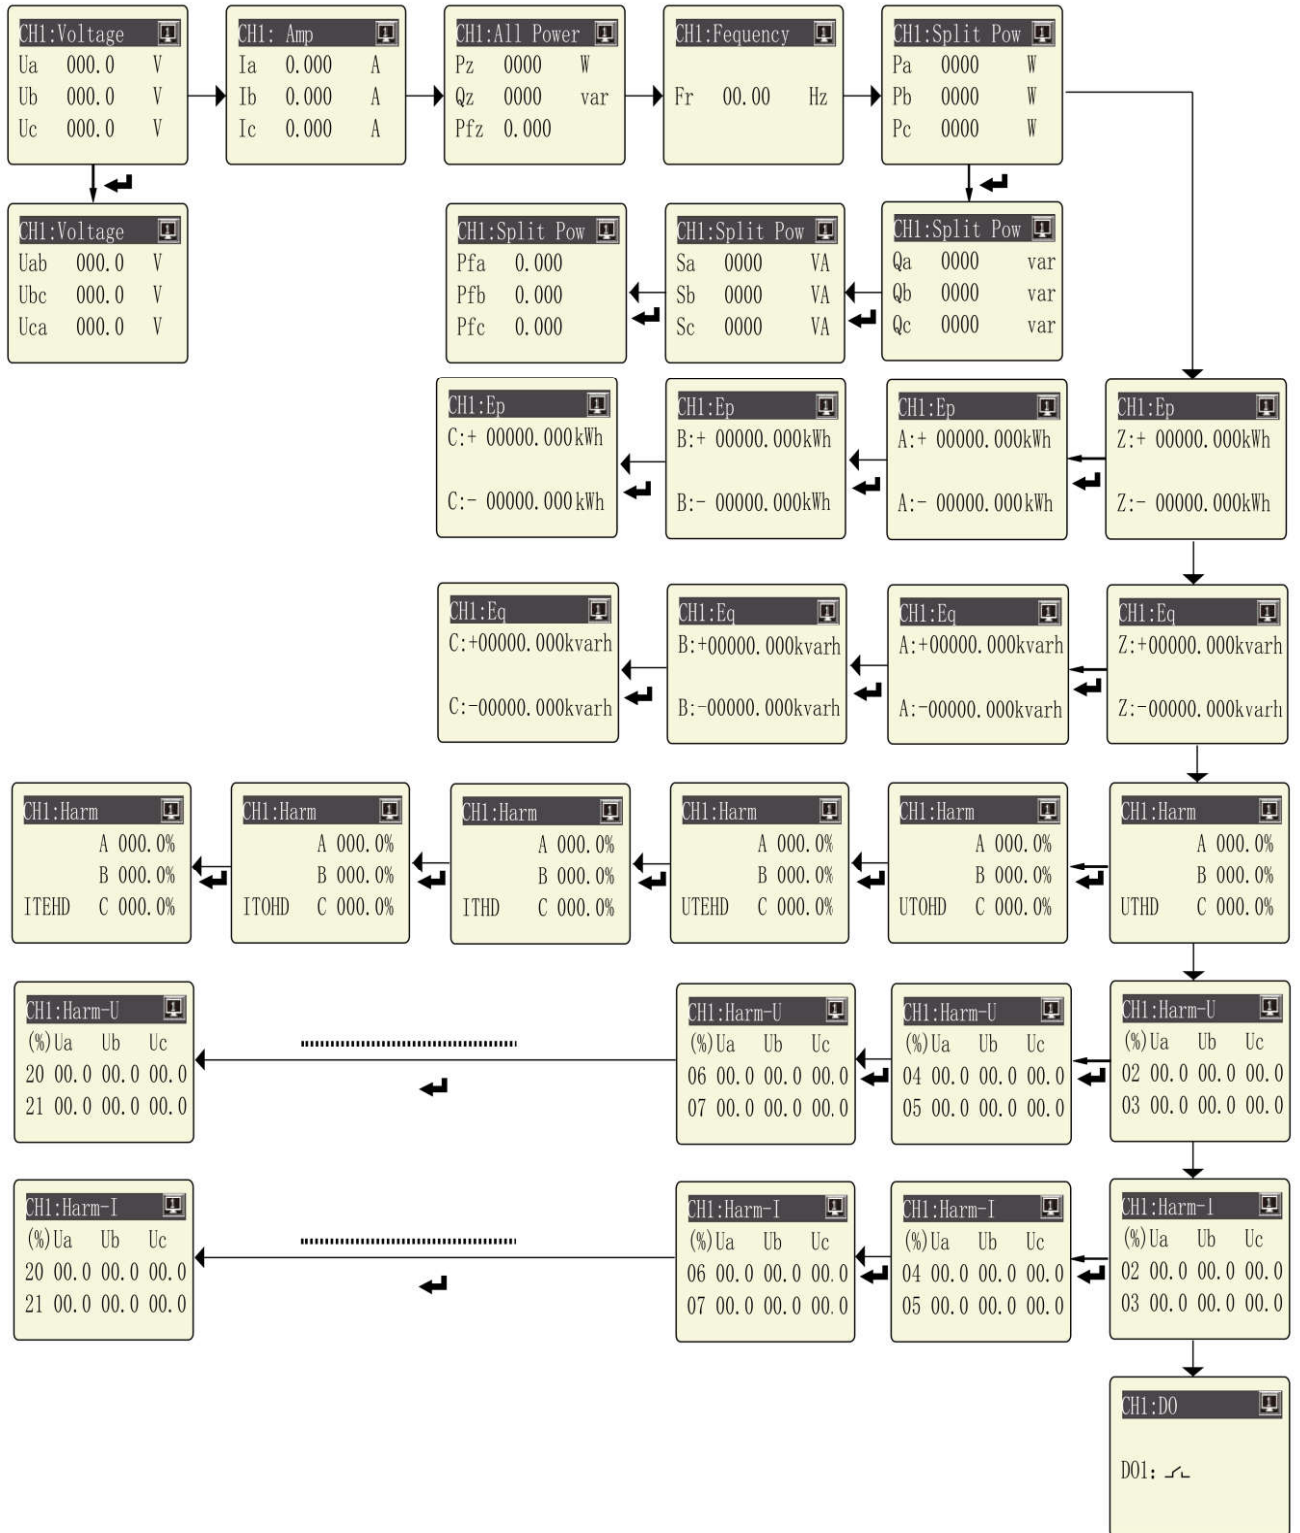 CH1:Voltage
Ua 000.0 V
Ub 000.0 V
Uc 000.0 V
CH1: Amp
Ia 0.000 A
Ib 0.000 A
Ic 0.000 A
CH1:All Power
Pz 0000 W
Qz 0000 var
Pfz 0.000
CH1:Fequency
Fr 00.00 Hz
CH1:Split Pow
Pa 0000 W
Pb 0000 W
Pc 0000 W
CH1:Voltage
Uab 000.0 V
Ubc 000.0 V
Uca 000.0 V
CH1:Split Pow
Pfa 0.000
Pfb 0.000
Pfc 0.000
CH1:Split Pow
Sa 0000 VA
Sb 0000 VA
Sc 0000 VA
CH1:Split Pow
Qa 0000 var
Qb 0000 var
Qc 0000 var
CH1:Ep
C:+ 00000.000kWh
C:- 00000.000kWh
CH1:Ep
B:+ 00000.000kWh
B:- 00000.000kWh
CH1:Ep
A:+ 00000.000kWh
A:- 00000.000kWh
CH1:Ep
Z:+ 00000.000kWh
Z:- 00000.000kWh
CH1:Eq
C:+00000.000kvarh
C:-00000.000kvarh
CH1:Eq
B:+00000.000kvarh
B:-00000.000kvarh
CH1:Eq
A:+00000.000kvarh
A:-00000.000kvarh
CH1:Eq
Z:+00000.000kvarh
Z:-00000.000kvarh
CH1:Harm
A 000.0%
B 000.0%
ITEHD C 000.0%
CH1:Harm
A 000.0%
B 000.0%
ITOHD C 000.0%
CH1:Harm
A 000.0%
B 000.0%
ITHD C 000.0%
CH1:Harm
A 000.0%
B 000.0%
UTEHD C 000.0%
CH1:Harm
A 000.0%
B 000.0%
UTOHD C 000.0%
CH1:Harm
A 000.0%
B 000.0%
UTHD C 000.0%
CH1:Harm-U
(%)Ua Ub Uc
20 00.0 00.0 00.0
21 00.0 00.0 00.0
CH1:Harm-U
(%)Ua Ub Uc
06 00.0 00.0 00.0
07 00.0 00.0 00.0
CH1:Harm-U
(%)Ua Ub Uc
04 00.0 00.0 00.0
05 00.0 00.0 00.0
CH1:Harm-U
(%)Ua Ub Uc
02 00.0 00.0 00.0
03 00.0 00.0 00.0
CH1:Harm-I
(%)Ua Ub Uc
20 00.0 00.0 00.0
21 00.0 00.0 00.0
CH1:Harm-I
(%)Ua Ub Uc
06 00.0 00.0 00.0
07 00.0 00.0 00.0
CH1:Harm-I
(%)Ua Ub Uc
04 00.0 00.0 00.0
05 00.0 00.0 00.0
CH1:Harm-1
(%)Ua Ub Uc
02 00.0 00.0 00.0
03 00.0 00.0 00.0
CH1:DO
DO1: